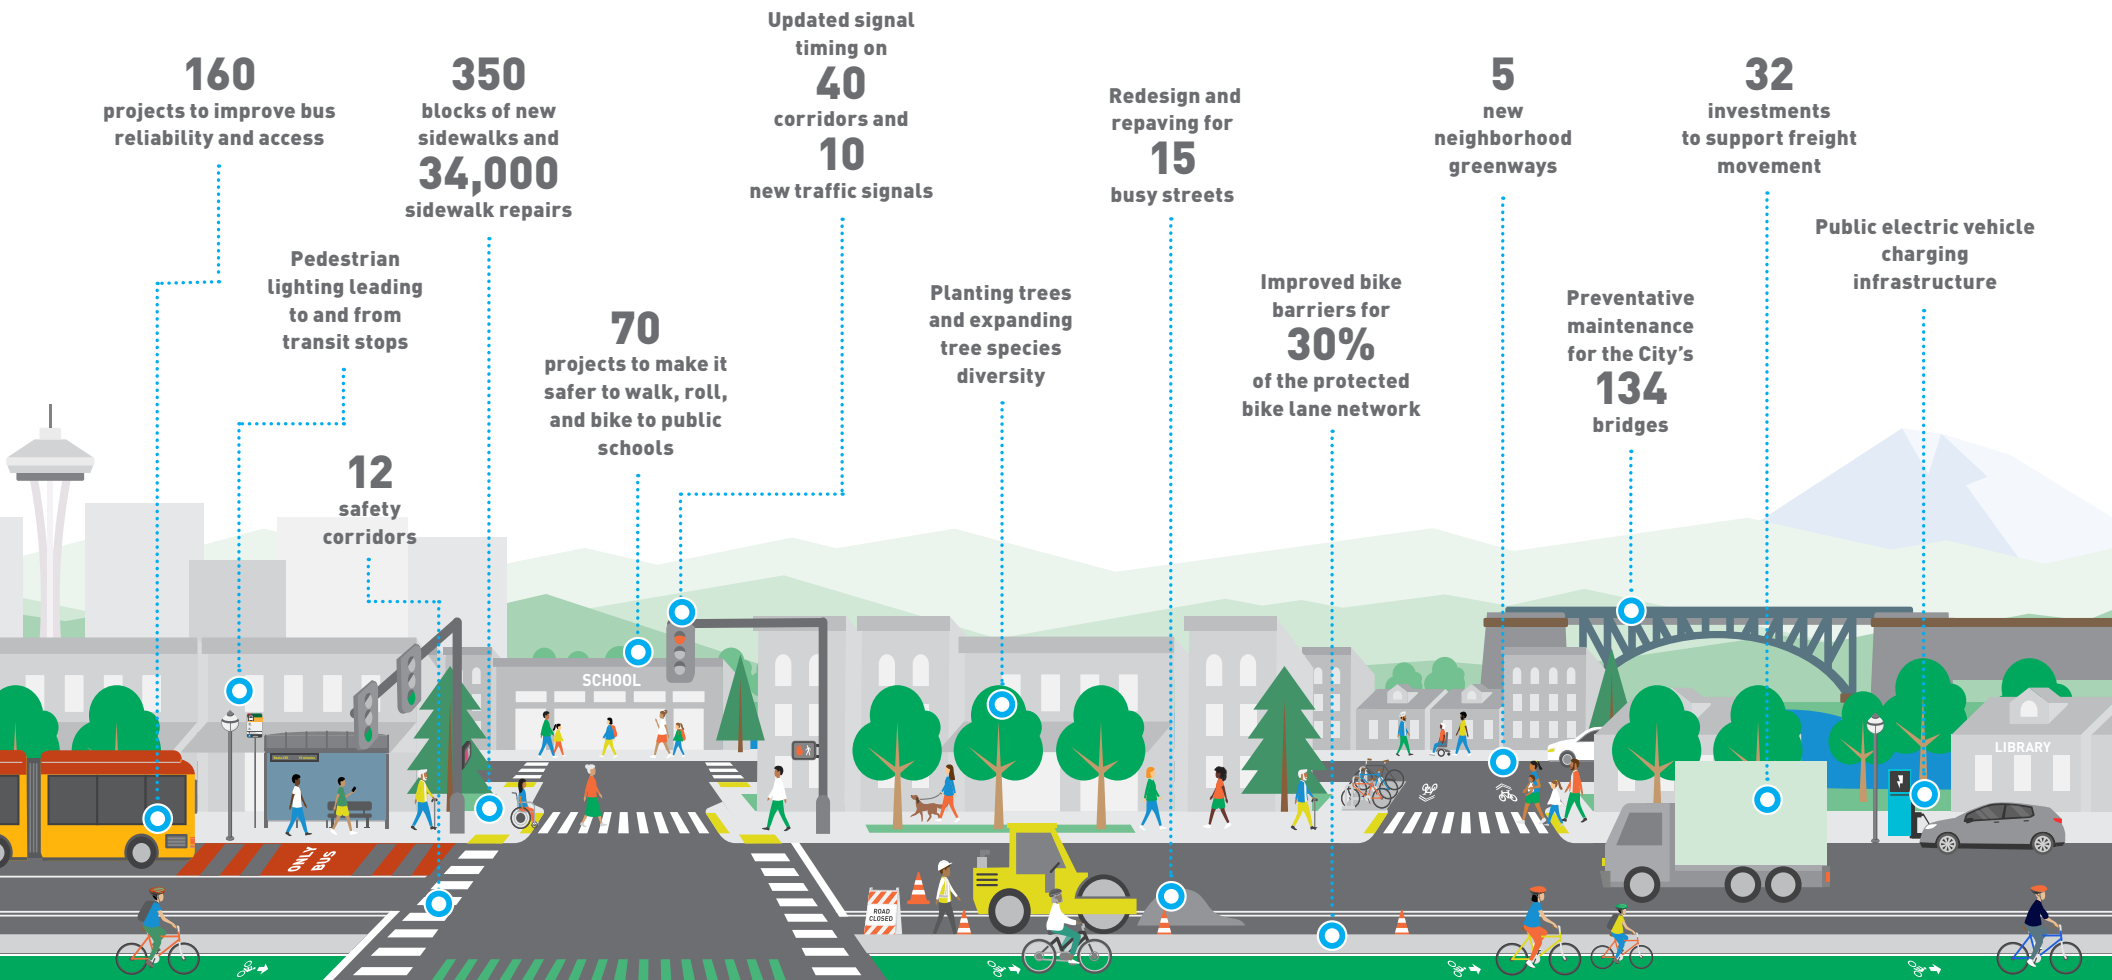 160
projects to improve bus
reliability and access
350
blocks of new
sidewalks and
34,000
sidewalk repairs
Updated signal
timing on
40
corridors and
10
new traffic signals
Redesign and
repaving for
15
busy streets
5
new
neighborhood
greenways
32
investments
to support freight
movement
Public electric vehicle
charging
infrastructure
Pedestrian
lighting leading
to and from
transit stops
70
projects to make it
safer to walk, roll,
and bike to public
schools
Planting trees
and expanding
tree species
diversity
Improved bike
barriers for
30%
of the protected
bike lane network
Preventative
maintenance
for the City's
134
bridges
12
safety
corridors
SCHOOL
LIBRARY
BUS
ONLY
ROAD
CLOSED